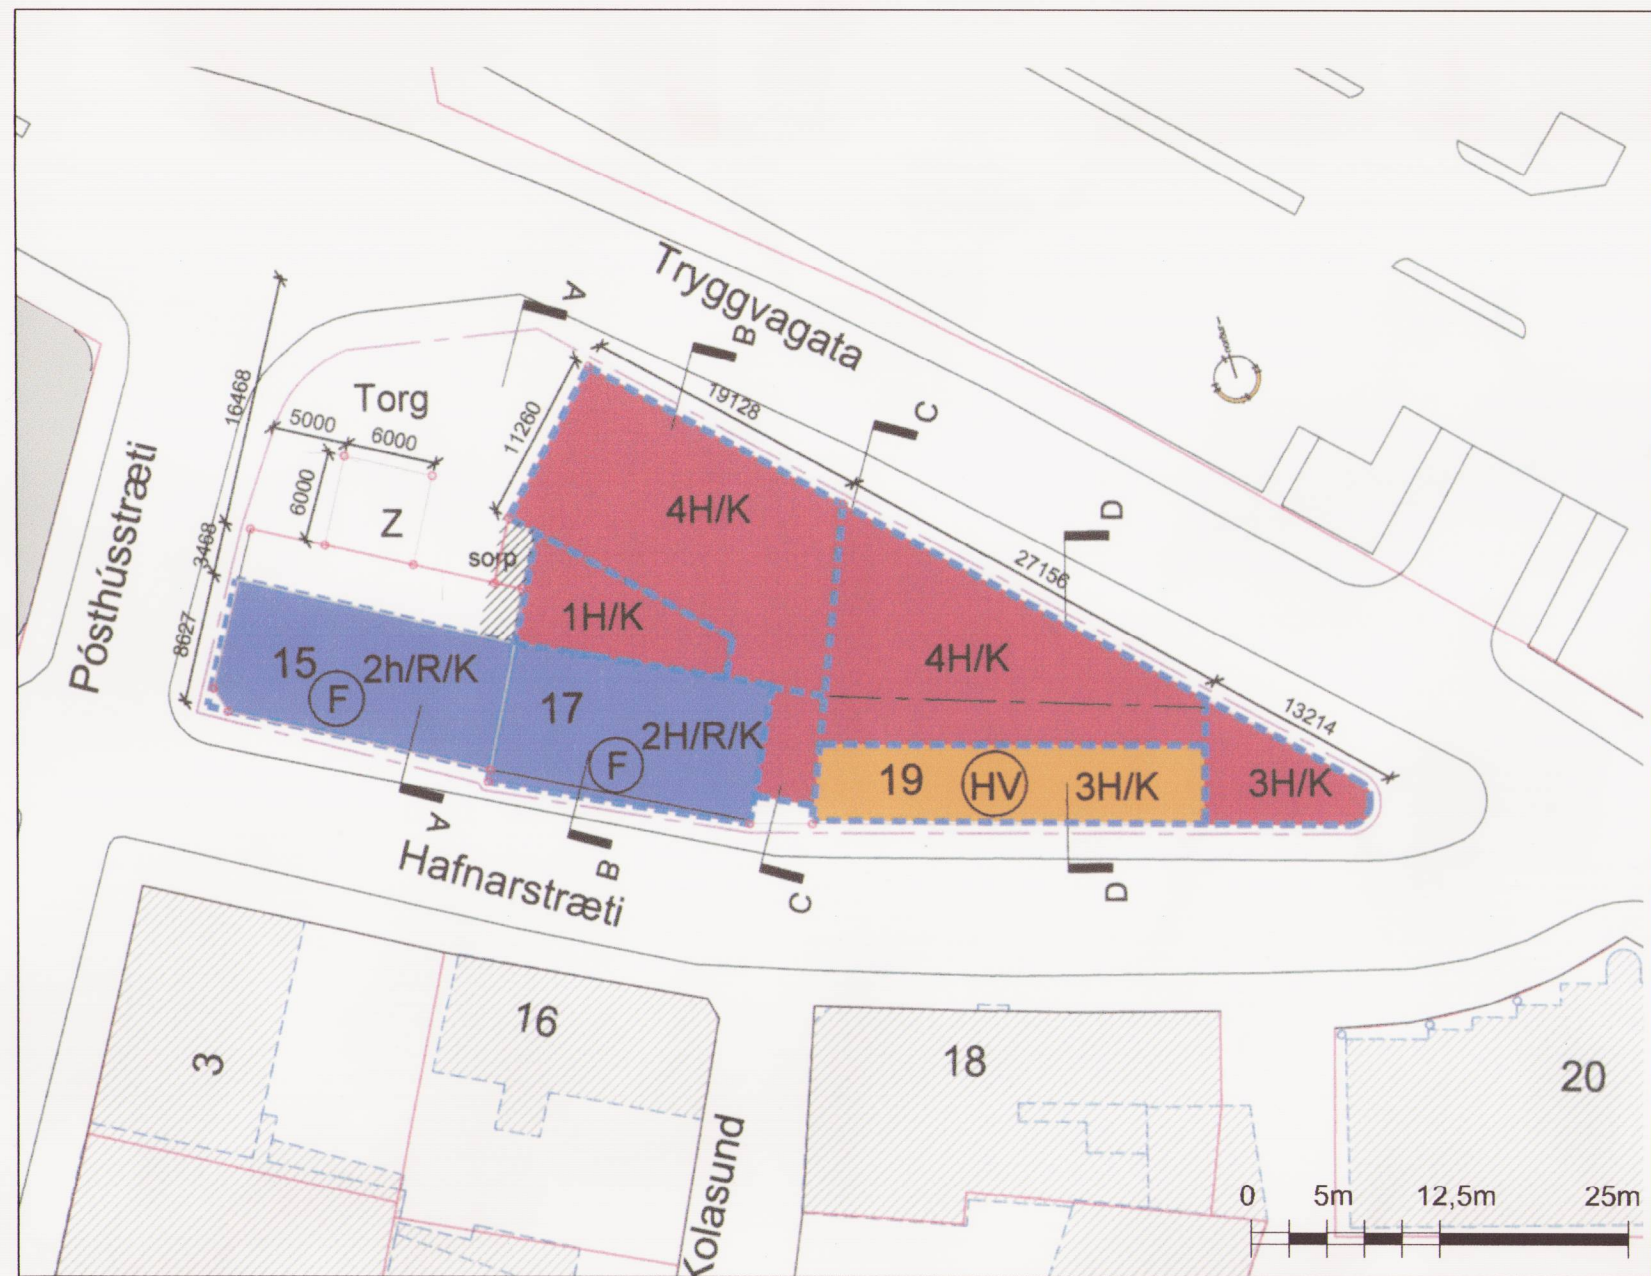 Tryggvagata
A
B
19128
C
16468
Torg
5000
6000
11260
6000
Z
4H/K
D
27156
sorp
3468
1H/K
4H/K
Pósthússtræti
8627
15
F
2h/R/K
17
2H/R/K
F
13214
19
HV
3H/K
3H/K
A
B
C
D
Hafnarstræti
3
16
18
20
Kolasund
0
5m
12,5m
25m